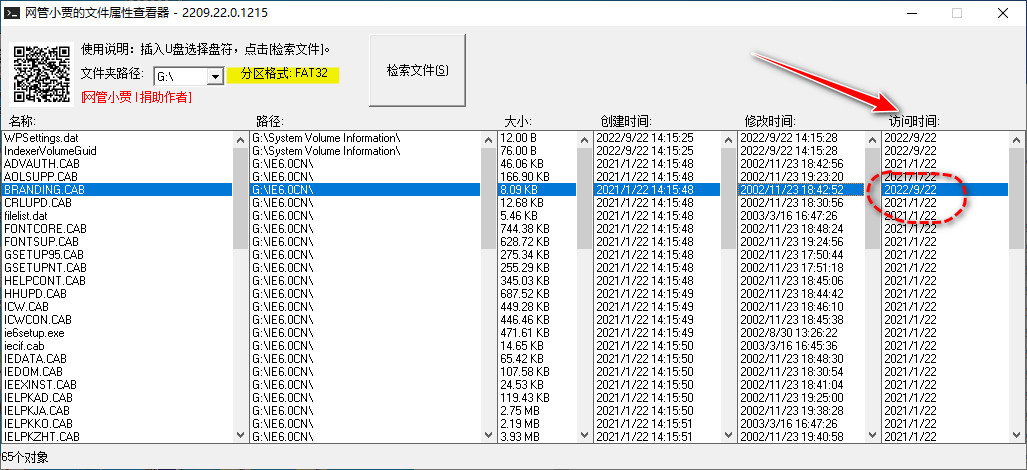 网管小贾的文件属性查看器 - 2209.22.0.1215
使用说明：插入U盘选择盘符，点击[检索文件]。
文件夹路径: G:\ 分区格式: FAT32
[网管小贾 | 捐助作者]
检索文件(S)
名称: 路径: 大小: 创建时间: 修改时间: 访问时间:
WPSettings.dat G:\System Volume Information\ 12.00 B 2022/9/22 14:15:25 2022/9/22 14:15:28 2022/9/22
IndexerVolumeGuid G:\System Volume Information\ 76.00 B 2022/9/22 14:15:25 2022/9/22 14:15:28 2022/9/22
ADVAUTH.CAB G:\IE6.0CN\ 46.06 KB 2021/1/22 14:15:48 2002/11/23 18:42:56 2021/1/22
AOLSUPP.CAB G:\IE6.0CN\ 166.90 KB 2021/1/22 14:15:48 2002/11/23 19:23:20 2021/1/22
BRANDING.CAB G:\IE6.0CN\ 8.09 KB 2021/1/22 14:15:48 2002/11/23 18:42:52 2022/9/22
CRLUPD.CAB G:\IE6.0CN\ 12.68 KB 2021/1/22 14:15:48 2002/11/23 18:30:56 2021/1/22
filelist.dat G:\IE6.0CN\ 5.46 KB 2021/1/22 14:15:48 2003/3/16 16:47:26 2021/1/22
FONTCORE.CAB G:\IE6.0CN\ 744.38 KB 2021/1/22 14:15:48 2002/11/23 18:48:24 2021/1/22
FONTSUP.CAB G:\IE6.0CN\ 628.72 KB 2021/1/22 14:15:48 2002/11/23 19:24:56 2021/1/22
GSETUP95.CAB G:\IE6.0CN\ 275.34 KB 2021/1/22 14:15:48 2002/11/23 17:50:44 2021/1/22
GSETUPNT.CAB G:\IE6.0CN\ 255.29 KB 2021/1/22 14:15:48 2002/11/23 17:51:18 2021/1/22
HELPCONT.CAB G:\IE6.0CN\ 345.03 KB 2021/1/22 14:15:48 2002/11/23 18:45:06 2021/1/22
HHUPD.CAB G:\IE6.0CN\ 687.52 KB 2021/1/22 14:15:49 2002/11/23 18:44:42 2021/1/22
ICW.CAB G:\IE6.0CN\ 449.28 KB 2021/1/22 14:15:49 2002/11/23 18:46:10 2021/1/22
ICWCON.CAB G:\IE6.0CN\ 446.46 KB 2021/1/22 14:15:49 2002/11/23 18:45:38 2021/1/22
ie6setup.exe G:\IE6.0CN\ 471.61 KB 2021/1/22 14:15:49 2002/8/30 13:26:22 2021/1/22
iecif.cab G:\IE6.0CN\ 14.65 KB 2021/1/22 14:15:50 2003/3/16 16:45:36 2021/1/22
IEDATA.CAB G:\IE6.0CN\ 65.42 KB 2021/1/22 14:15:50 2002/11/23 18:48:30 2021/1/22
IEDOM.CAB G:\IE6.0CN\ 107.58 KB 2021/1/22 14:15:50 2002/11/23 18:30:54 2021/1/22
IEEXINST.CAB G:\IE6.0CN\ 24.53 KB 2021/1/22 14:15:50 2002/11/23 18:41:04 2021/1/22
IELPKAD.CAB G:\IE6.0CN\ 119.43 KB 2021/1/22 14:15:50 2002/11/23 19:25:00 2021/1/22
IELPKJA.CAB G:\IE6.0CN\ 2.75 MB 2021/1/22 14:15:50 2002/11/23 19:38:28 2021/1/22
IELPKKO.CAB G:\IE6.0CN\ 2.19 MB 2021/1/22 14:15:51 2003/3/16 16:47:26 2021/1/22
IELPKZHT.CAB G:\IE6.0CN\ 3.93 MB 2021/1/22 14:15:51 2002/11/23 19:40:58 2021/1/22
65个对象